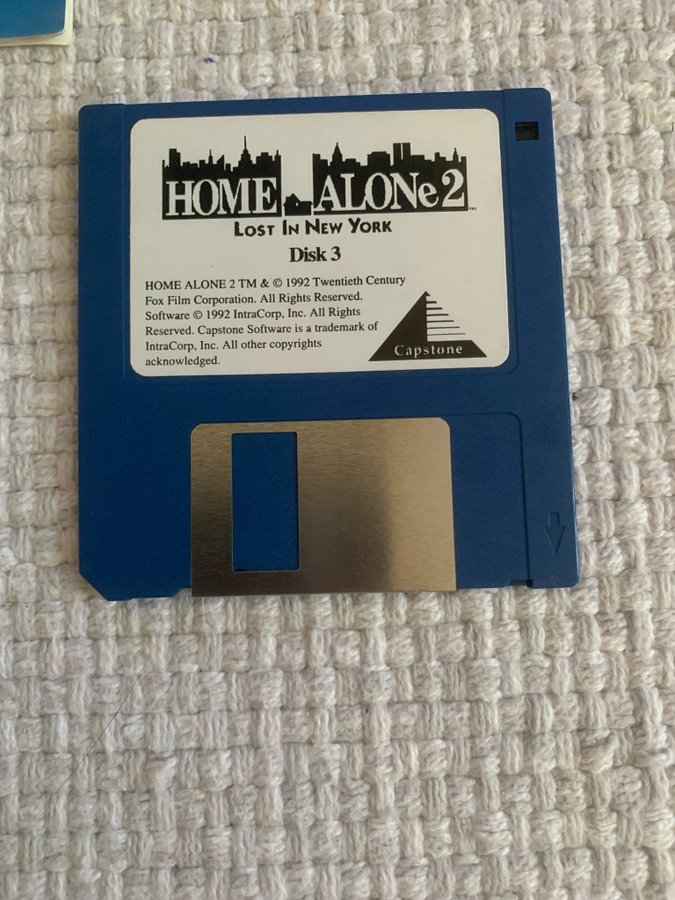 HOME ALONe 2
LOST IN NEW YORK
Disk 3
HOME ALONE 2 TM & © 1992 Twentieth Century
Fox Film Corporation. All Rights Reserved.
Software © 1992 IntraCorp, Inc. All Rights
Reserved. Capstone Software is a trademark of
IntraCorp, Inc. All other copyrights
acknowledged.
Capstone